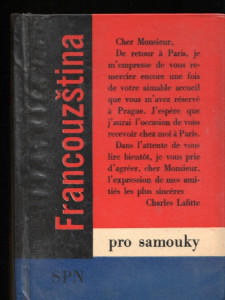 Francouzština
Cher Monsieur,
De retour à Paris, je
m'empresse de vous re-
mercier encore une fois
de votre aimable accueil
que vous m'avez réservé
à Prague. J'espère que
j'aurai l'occasion de vous
recevoir chez moi à Paris.
Dans l'attente de vous
lire bientôt, je vous prie
d'agréer, cher Monsieur,
l'expression de mes ami-
tiés les plus sincères
Charles Lafitte
pro samouky
SPN